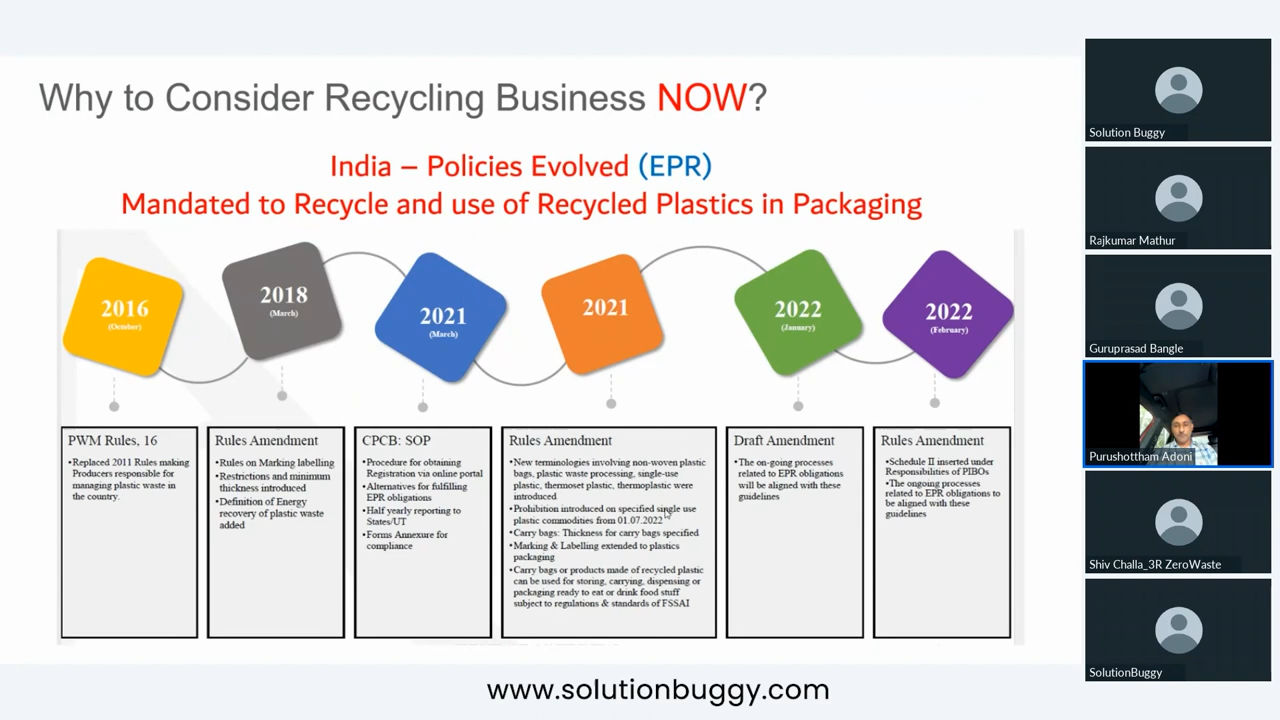 Why to Consider Recycling Business NOW?
India – Policies Evolved (EPR)
Mandated to Recycle and use of Recycled Plastics in Packaging
2016
(October)
2018
(March)
2021
(March)
2021
2022
(January)
2022
(February)
PWM Rules, 16
•Replaced 2011 Rules making
Producers responsible for
managing plastic waste in
the country.
Rules Amendment
•Rules on Marking labelling
•Restrictions and minimum
thickness introduced
•Definition of Energy
recovery of plastic waste
added
CPCB: SOP
•Procedure for obtaining
Registration via online portal
•Alternatives for fulfilling
EPR obligations
•Half yearly reporting to
States/UT
•Forms Annexure for
compliance
Rules Amendment
•New terminologies involving non-woven plastic
bags, plastic waste processing, single-use
plastic, thermoset plastic, thermoplastic were
introduced
•Prohibition introduced on specified single use
plastic commodities from 01.07.2022
•Carry bags: Thickness for carry bags specified
•Marking & Labelling extended to plastics
packaging
•Carry bags or products made of recycled plastic
can be used for storing, carrying, dispensing or
packaging ready to eat or drink food stuff
subject to regulations & standards of FSSAI
Draft Amendment
•The on-going processes
related to EPR obligations
will be aligned with these
guidelines
Rules Amendment
•Schedule II inserted under
Responsibilities of PIBOs
•The ongoing processes
related to EPR obligations to
be aligned with these
guidelines
www.solutionbuggy.com
Solution Buggy
Rajkumar Mathur
Guruprasad Bangle
Purushottham Adoni
Shiv Challa_3R ZeroWaste
SolutionBuggy